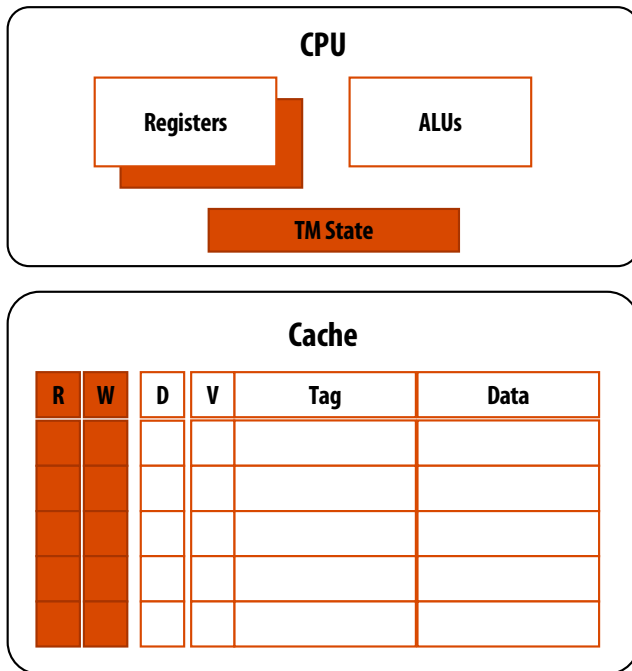 CPU
Registers
ALUs
TM State
Cache
R W D V Tag Data